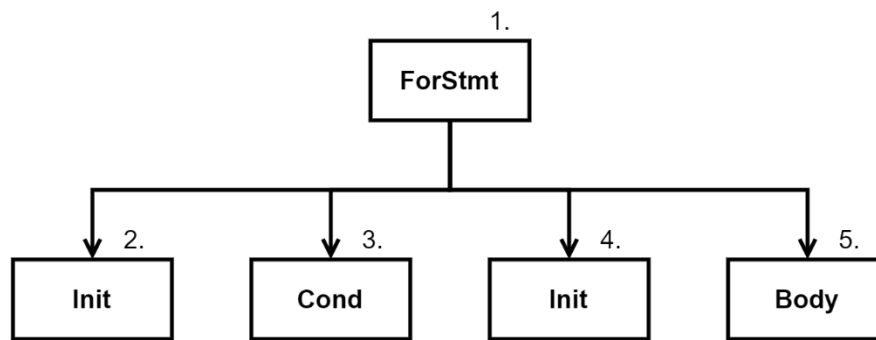 1.
ForStmt
2.
3.
4.
5.
Init
Cond
Init
Body